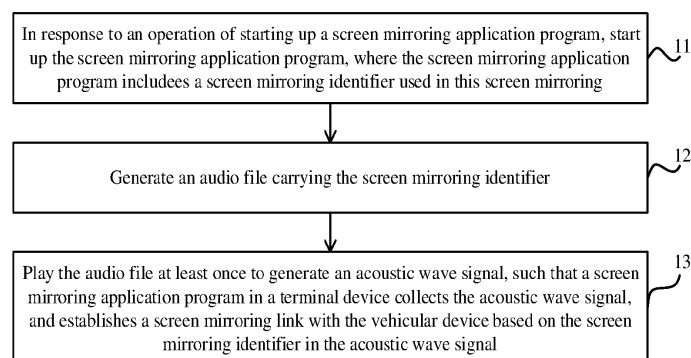 In response to an operation of starting up a screen mirroring application program, start
up the screen mirroring application program, where the screen mirroring application
program includees a screen mirroring identifier used in this screen mirroring
11
Generate an audio file carrying the screen mirroring identifier
12
Play the audio file at least once to generate an acoustic wave signal, such that a screen
mirroring application program in a terminal device collects the acoustic wave signal,
and establishes a screen mirroring link with the vehicular device based on the screen
mirroring identifier in the acoustic wave signal
13